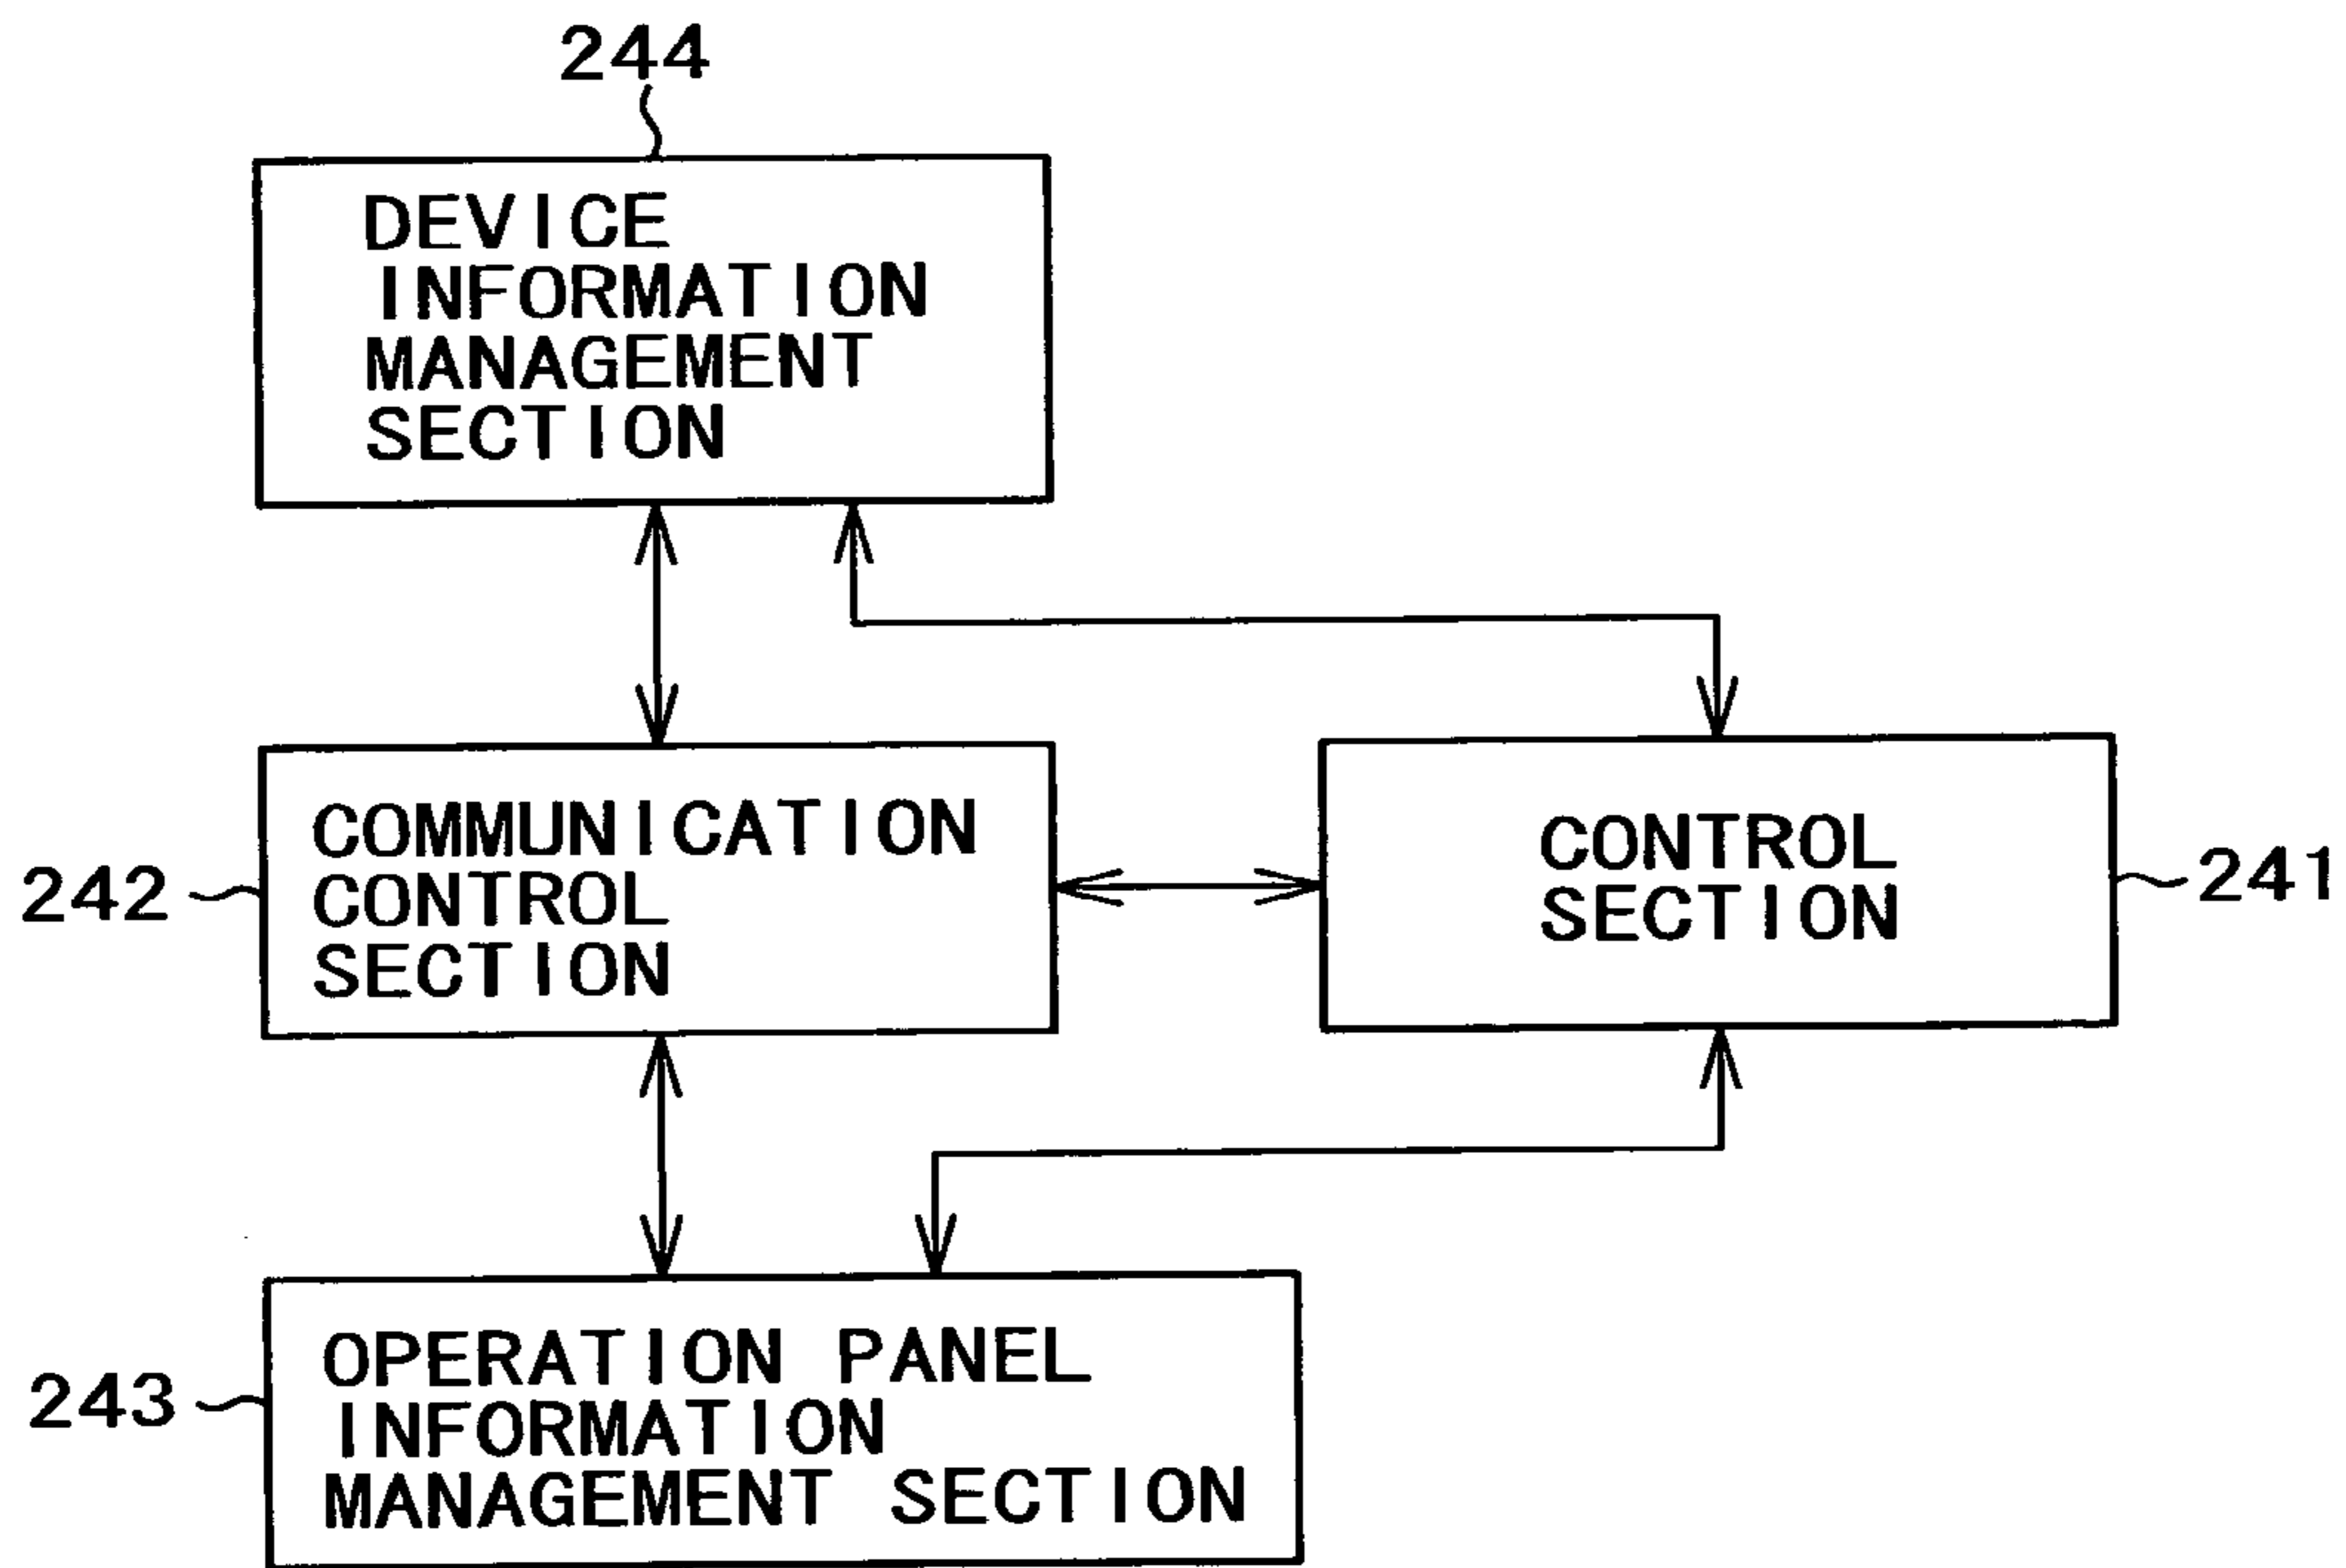 244
DEVICE
INFORMATION
MANAGEMENT
SECTION
242
COMMUNICATION
CONTROL
SECTION
CONTROL
SECTION
241
243
OPERATION PANEL
INFORMATION
MANAGEMENT SECTION